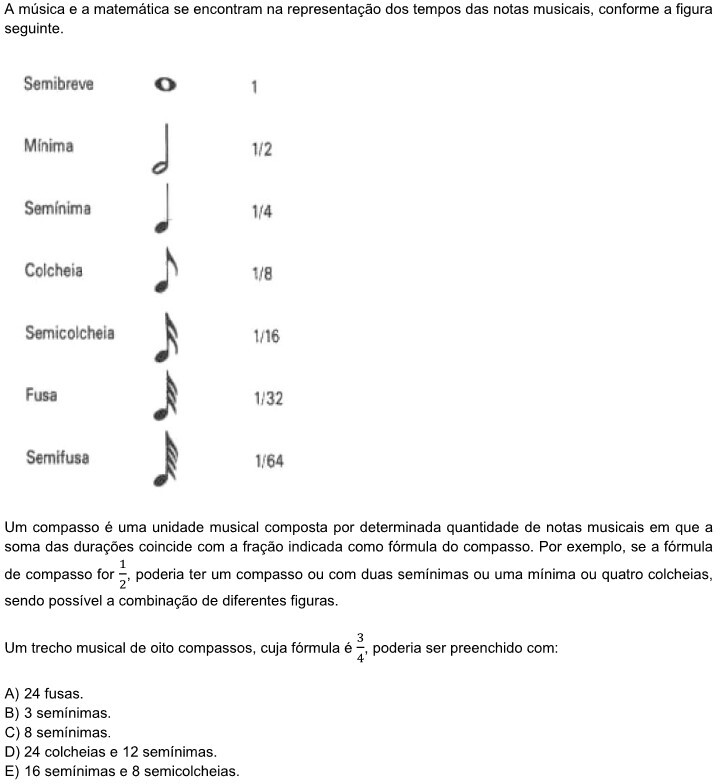 A música e a matemática se encontram na representação dos tempos das notas musicais, conforme a figura
seguinte.
Semibreve 1
Mínima 1/2
Semínima 1/4
Colcheia 1/8
Semicolcheia 1/16
Fusa 1/32
Semifusa 1/64
Um compasso é uma unidade musical composta por determinada quantidade de notas musicais em que a
soma das durações coincide com a fração indicada como fórmula do compasso. Por exemplo, se a fórmula
de compasso for 1/2, poderia ter um compasso ou com duas semínimas ou uma mínima ou quatro colcheias,
sendo possível a combinação de diferentes figuras.
Um trecho musical de oito compassos, cuja fórmula é 3/4, poderia ser preenchido com:
A) 24 fusas.
B) 3 semínimas.
C) 8 semínimas.
D) 24 colcheias e 12 semínimas.
E) 16 semínimas e 8 semicolcheias.